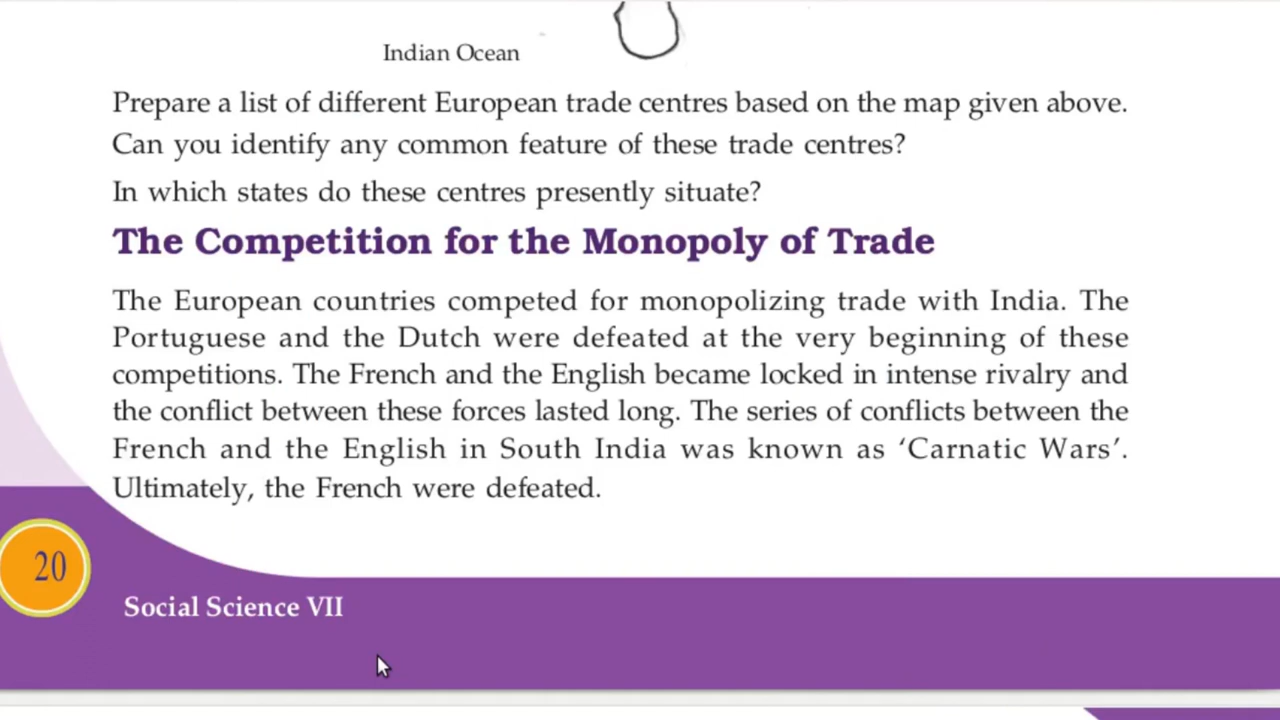 Indian Ocean
Prepare a list of different European trade centres based on the map given above.
Can you identify any common feature of these trade centres?
In which states do these centres presently situate?
The Competition for the Monopoly of Trade
The European countries competed for monopolizing trade with India. The
Portuguese and the Dutch were defeated at the very beginning of these
competitions. The French and the English became locked in intense rivalry and
the conflict between these forces lasted long. The series of conflicts between the
French and the English in South India was known as ‘Carnatic Wars’.
Ultimately, the French were defeated.
20
Social Science VII